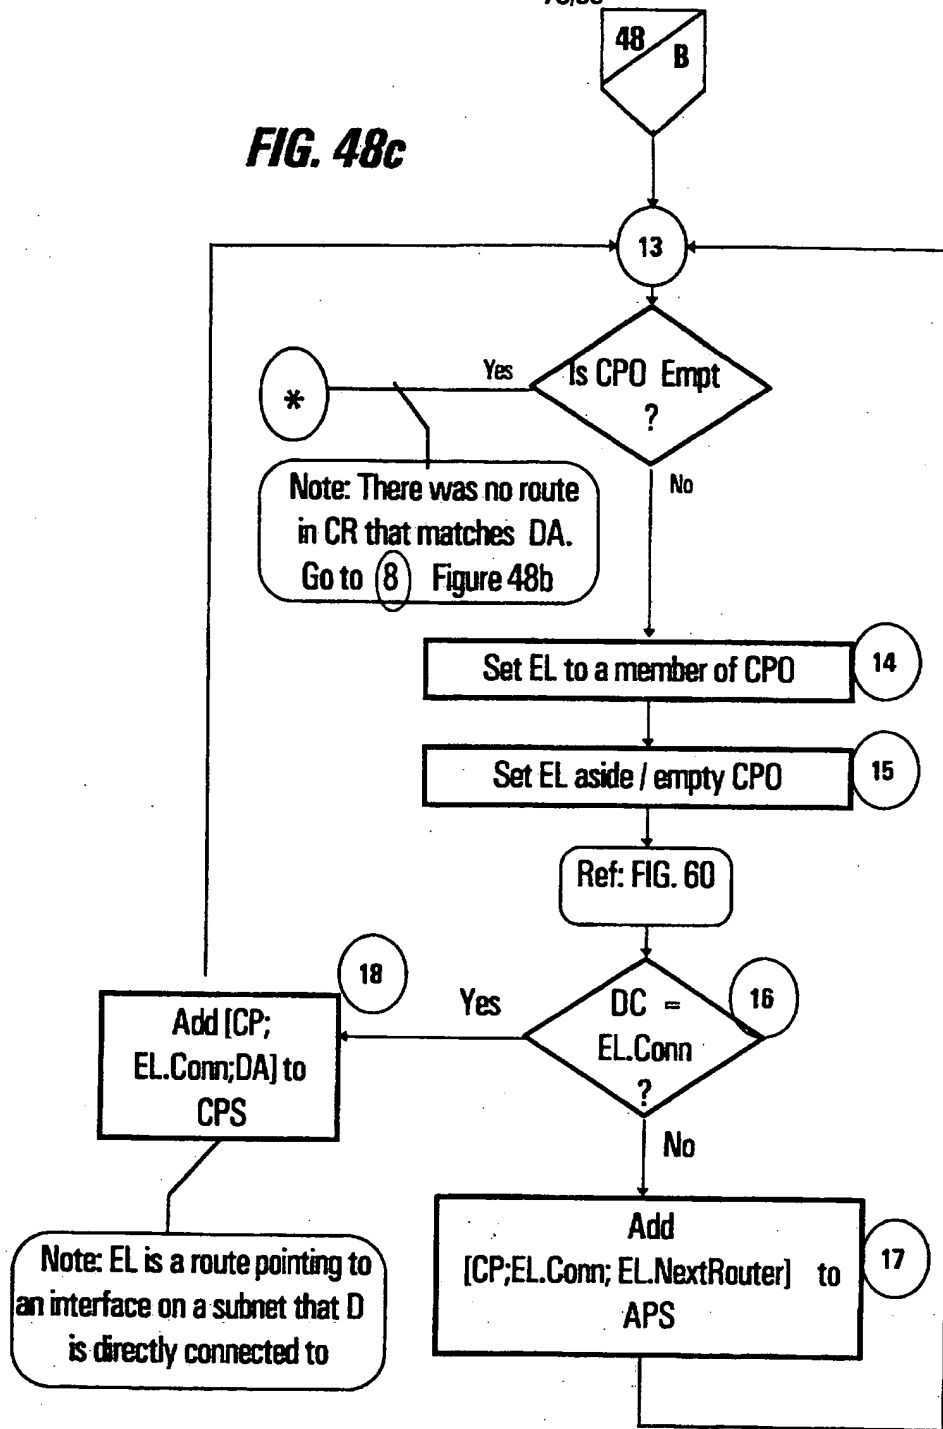 48
B
FIG. 48c
13
Is CPO Empt
?
Yes
*
No
Note: There was no route
in CR that matches DA.
Go to 8 Figure 48b
Set EL to a member of CPO
14
Set EL aside / empty CPO
15
Ref: FIG. 60
DC =
EL.Conn
?
16
Yes
18
Add [CP;
EL.Conn;DA] to
CPS
No
Note: EL is a route pointing to
an interface on a subnet that D
is directly connected to
Add
[CP;EL.Conn; EL.NextRouter] to
APS
17